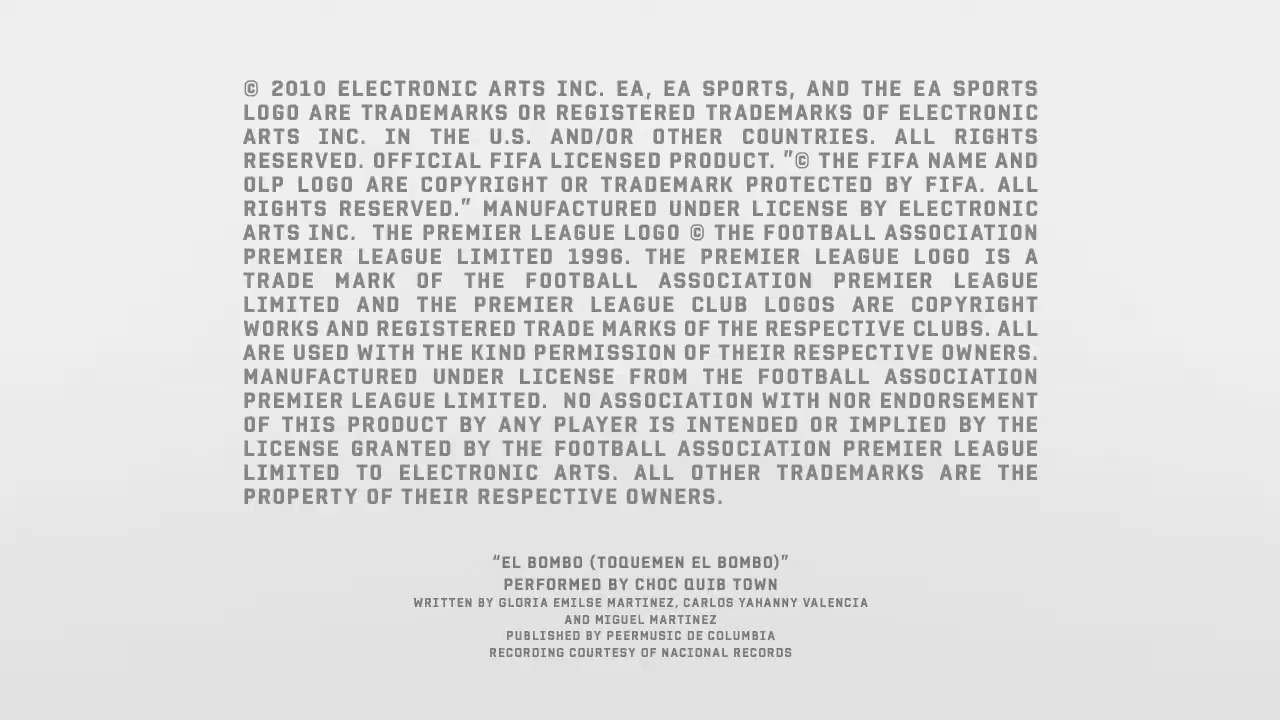 © 2010 ELECTRONIC ARTS INC. EA, EA SPORTS, AND THE EA SPORTS
LOGO ARE TRADEMARKS OR REGISTERED TRADEMARKS OF ELECTRONIC
ARTS INC. IN THE U.S. AND/OR OTHER COUNTRIES. ALL RIGHTS
RESERVED. OFFICIAL FIFA LICENSED PRODUCT. "© THE FIFA NAME AND
OLP LOGO ARE COPYRIGHT OR TRADEMARK PROTECTED BY FIFA. ALL
RIGHTS RESERVED." MANUFACTURED UNDER LICENSE BY ELECTRONIC
ARTS INC. THE PREMIER LEAGUE LOGO © THE FOOTBALL ASSOCIATION
PREMIER LEAGUE LIMITED 1996. THE PREMIER LEAGUE LOGO IS A
TRADE MARK OF THE FOOTBALL ASSOCIATION PREMIER LEAGUE
LIMITED AND THE PREMIER LEAGUE CLUB LOGOS ARE COPYRIGHT
WORKS AND REGISTERED TRADE MARKS OF THE RESPECTIVE CLUBS. ALL
ARE USED WITH THE KIND PERMISSION OF THEIR RESPECTIVE OWNERS.
MANUFACTURED UNDER LICENSE FROM THE FOOTBALL ASSOCIATION
PREMIER LEAGUE LIMITED. NO ASSOCIATION WITH NOR ENDORSEMENT
OF THIS PRODUCT BY ANY PLAYER IS INTENDED OR IMPLIED BY THE
LICENSE GRANTED BY THE FOOTBALL ASSOCIATION PREMIER LEAGUE
LIMITED TO ELECTRONIC ARTS. ALL OTHER TRADEMARKS ARE THE
PROPERTY OF THEIR RESPECTIVE OWNERS.
“EL BOMBO (TOQUEMEN EL BOMBO)”
PERFORMED BY CHOC QUIB TOWN
WRITTEN BY GLORIA EMILSE MARTINEZ, CARLOS YAHANNY VALENCIA
AND MIGUEL MARTINEZ
PUBLISHED BY PEERMUSIC DE COLUMBIA
RECORDING COURTESY OF NACIONAL RECORDS